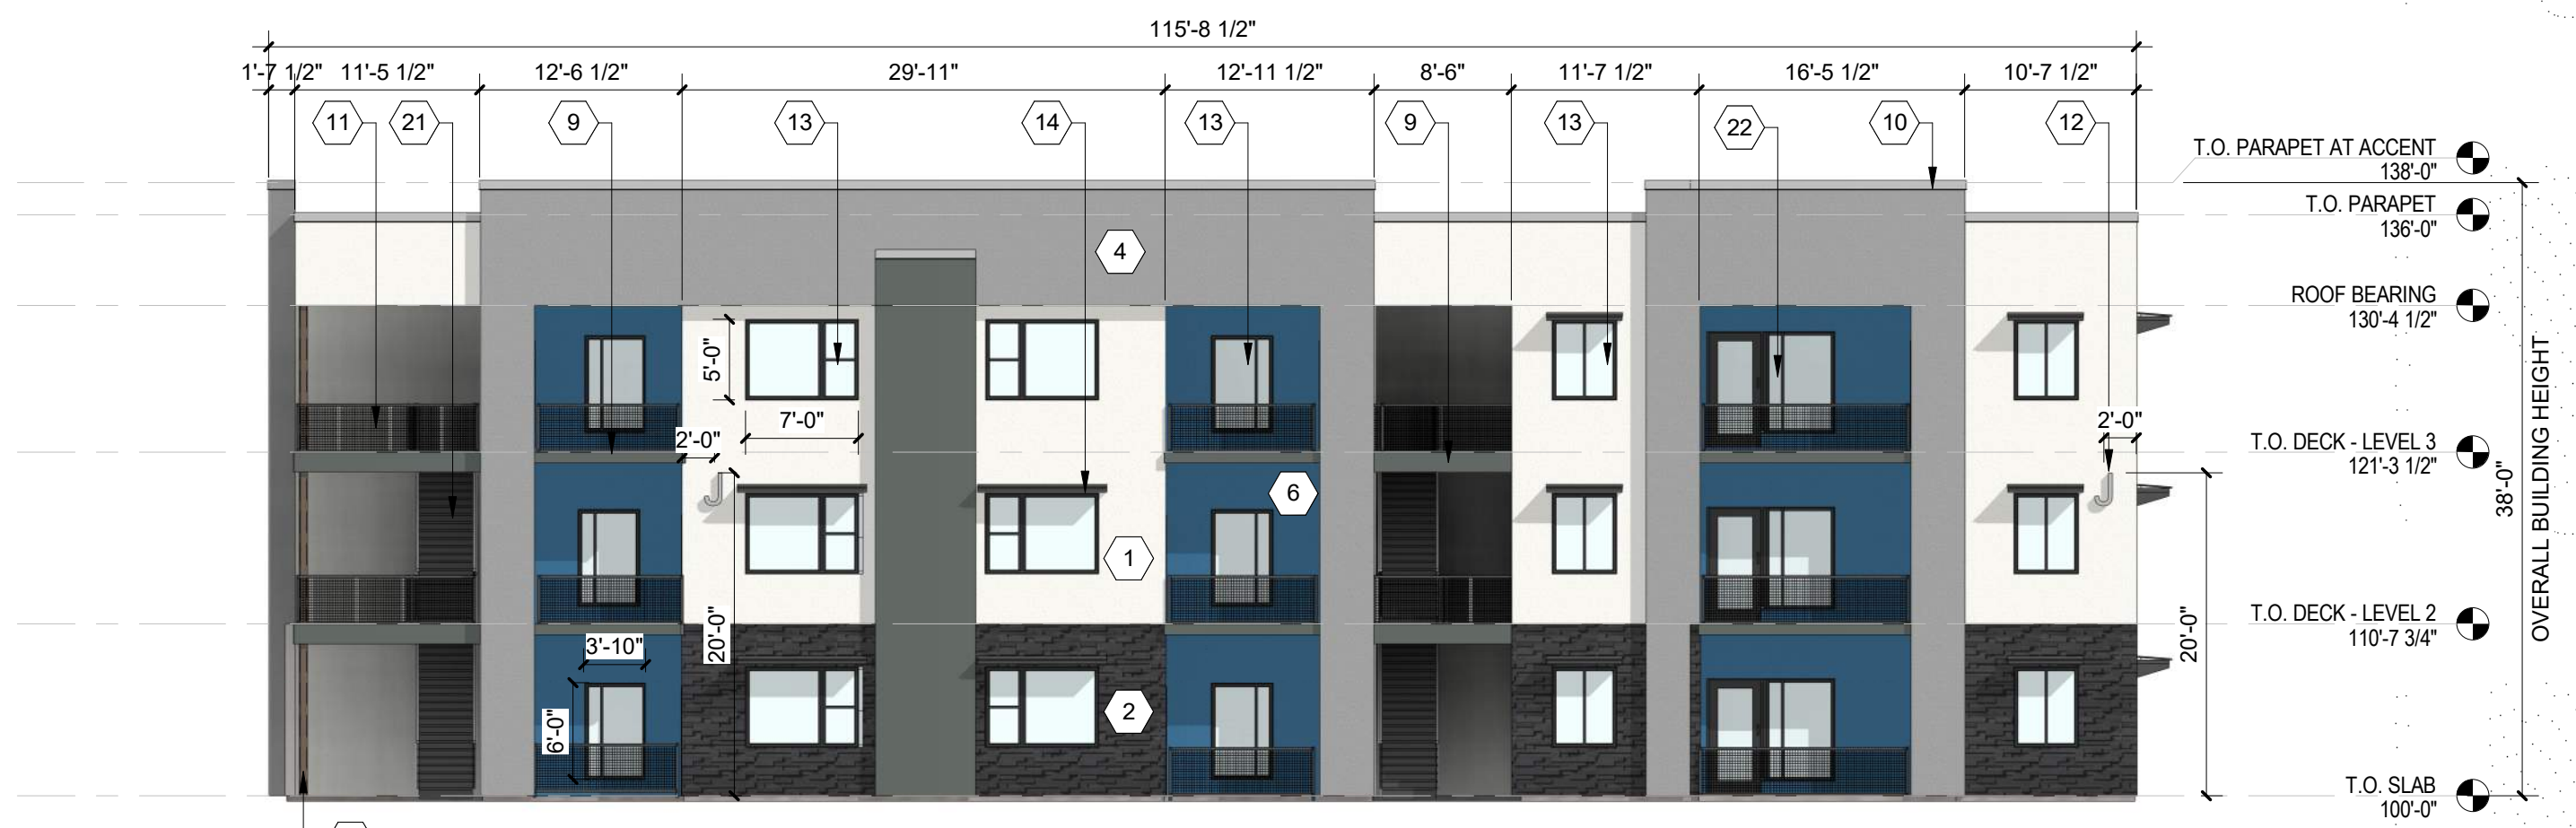 115'-8 1/2"
1'-7 1/2" 11'-5 1/2" 12'-6 1/2" 29'-11" 12'-11 1/2" 8'-6" 11'-7 1/2" 16'-5 1/2" 10'-7 1/2"
11 21 9 13 14 13 9 13 22 10 12
T.O. PARAPET AT ACCENT
138'-0"
T.O. PARAPET
136'-0"
4
ROOF BEARING
130'-4 1/2"
5'-0"
7'-0"
2'-0"
2'-0"
T.O. DECK - LEVEL 3
121'-3 1/2"
J
6
J
38'-0"
OVERALL BUILDING HEIGHT
1
T.O. DECK - LEVEL 2
110'-7 3/4"
20'-0"
20'-0"
3'-10"
6'-0"
2
T.O. SLAB
100'-0"